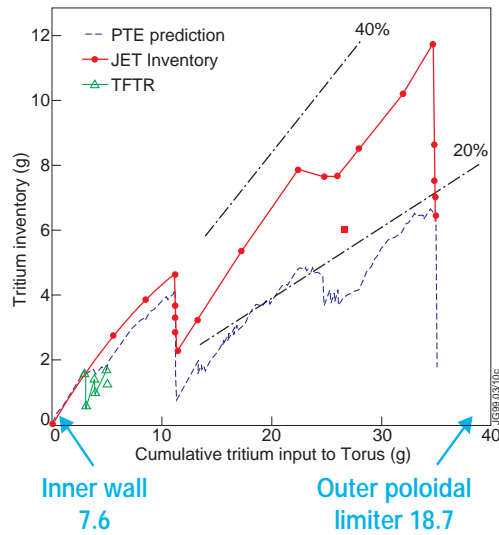 12
10
8
6
4
2
0
Tritium inventory (g)
PTE prediction
JET Inventory
TFTR
40%
20%
JG99.03/10c
0
10
20
30
40
Cumulative tritium input to Torus (g)
Inner wall
7.6
Outer poloidal
limiter 18.7